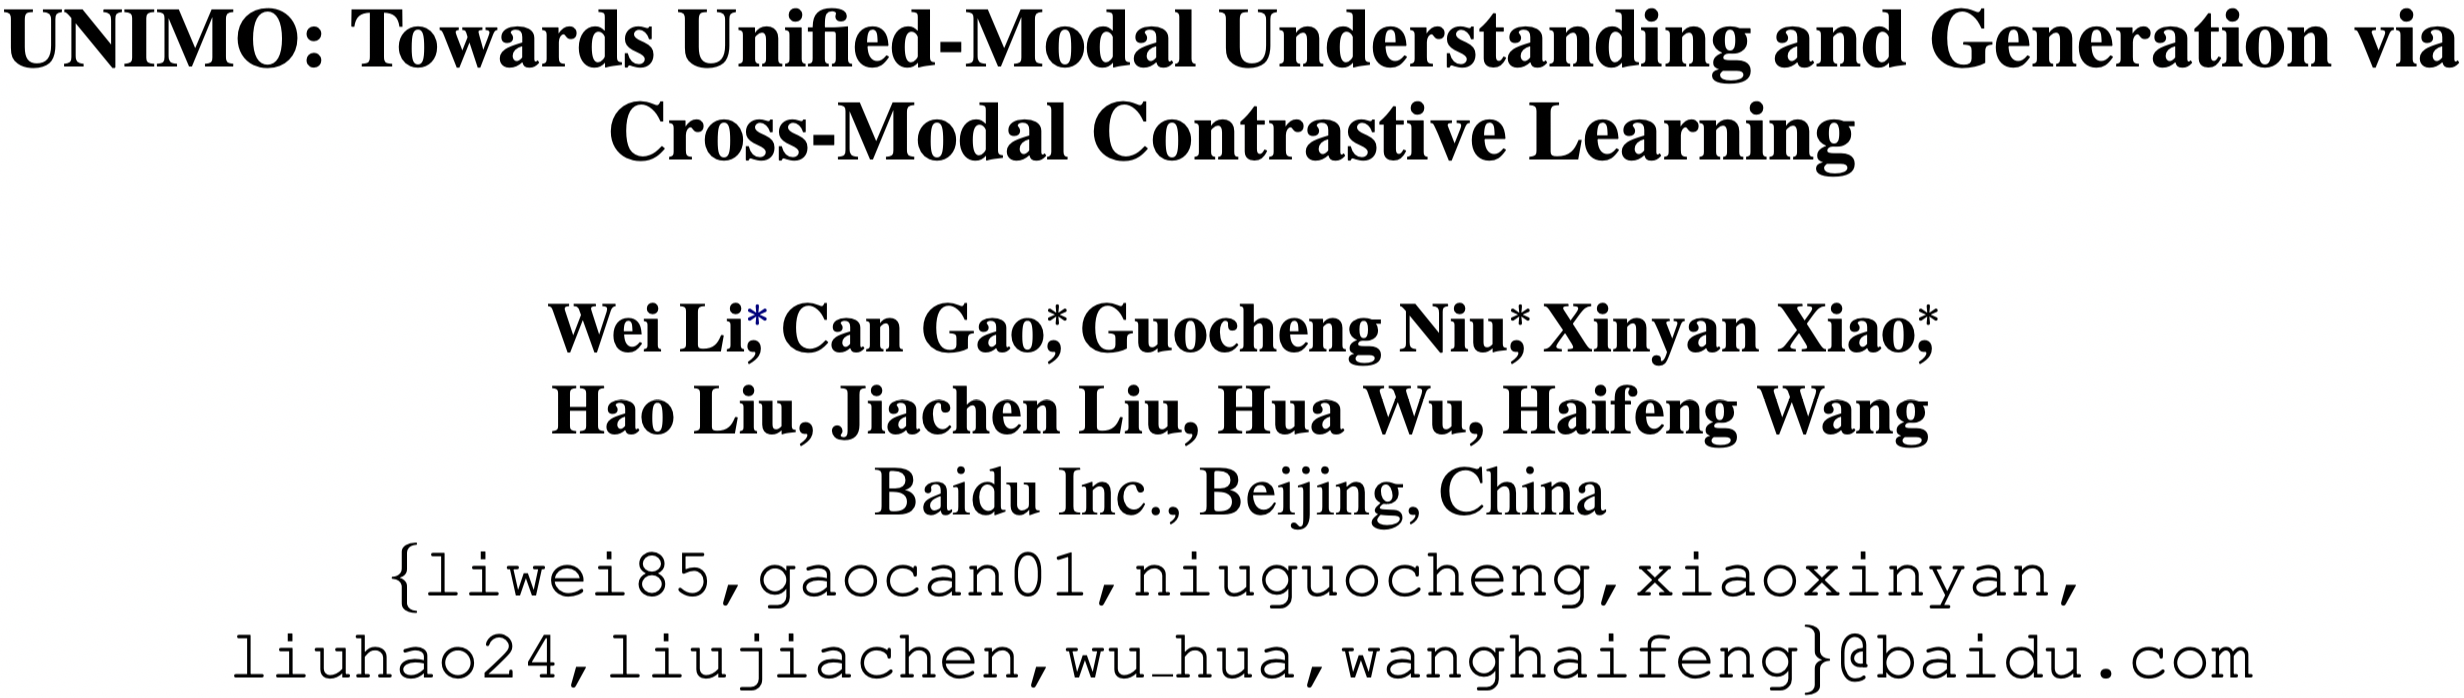 UNIMO: Towards Unified-Modal Understanding and Generation via
Cross-Modal Contrastive Learning
Wei Li,* Can Gao,* Guocheng Niu,* Xinyan Xiao,*
Hao Liu, Jiachen Liu, Hua Wu, Haifeng Wang
Baidu Inc., Beijing, China
{liwei85,gaocan01,niuguocheng,xiaoxinyan,
liuhao24,liujiachen,wu_hua,wanghaifeng}@baidu.com